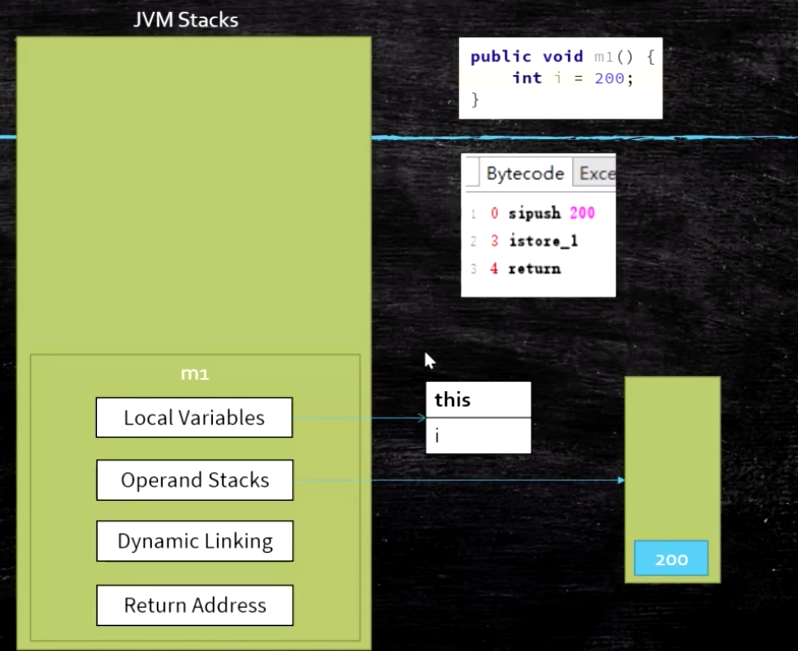 JVM Stacks
public void m1() {
int i = 200;
}
Bytecode Exce
1 0 sipush 200
2 3 istore_1
3 4 return
m1
Local Variables
this
i
Operand Stacks
Dynamic Linking
200
Return Address